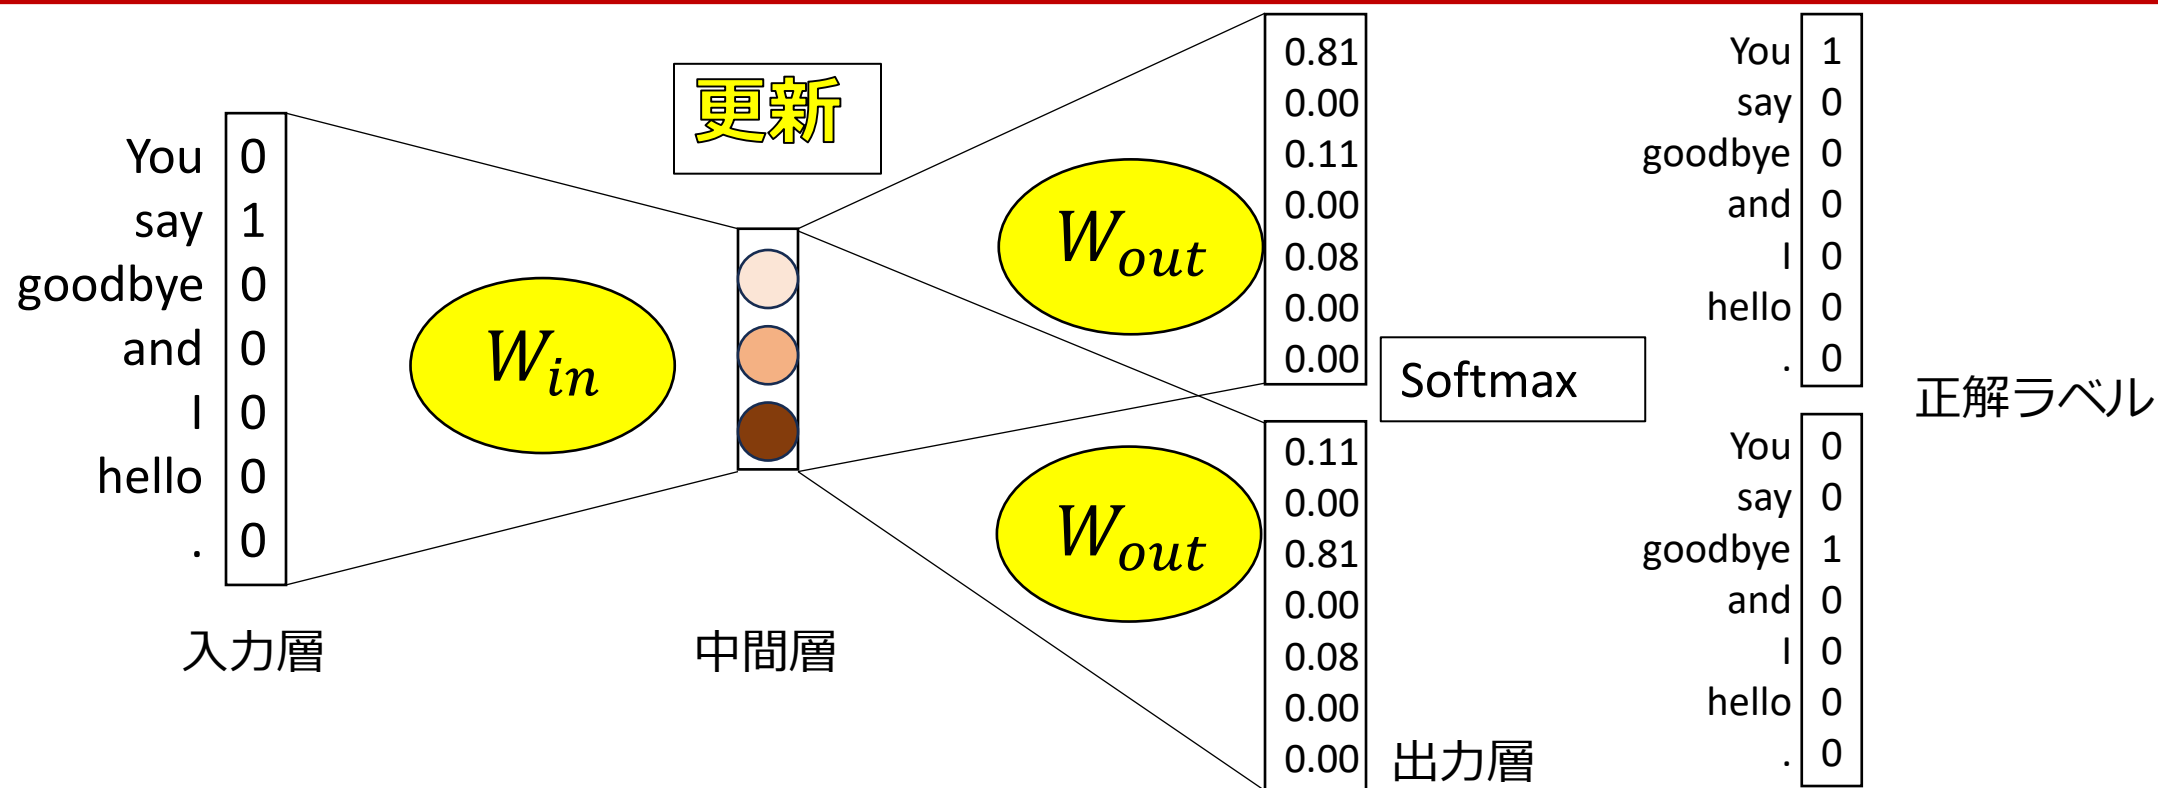 You 0
say 1
goodbye 0
and 0
I 0
hello 0
. 0
入力層
W_in
更新
中間層
W_out
W_out
0.81
0.00
0.11
0.00
0.08
0.00
0.00
0.11
0.00
0.81
0.00
0.08
0.00
0.00
Softmax
出力層
You 1
say 0
goodbye 0
and 0
I 0
hello 0
. 0
You 0
say 0
goodbye 1
and 0
I 0
hello 0
. 0
正解ラベル